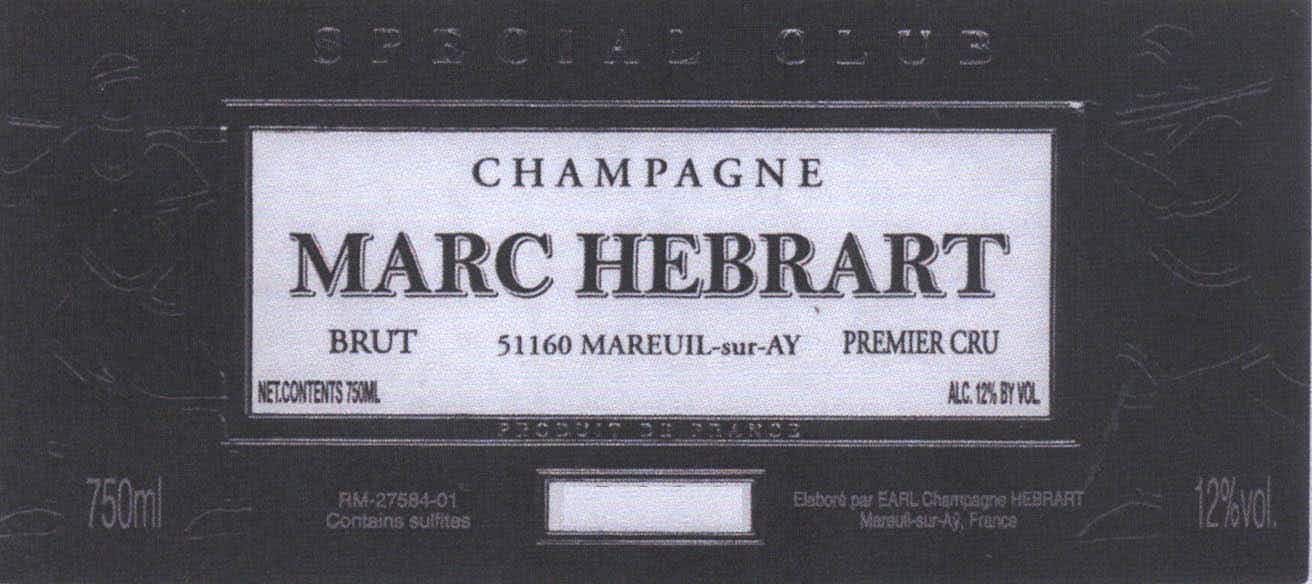 SPECIAL CLUB
CHAMPAGNE
MARC HEBRART
BRUT 51160 MAREUIL-sur-AY PREMIER CRU
NET.CONTENTS 750ML ALC. 12% BY VOL.
PRODUIT DE FRANCE
750ml RM-27584-01 Elaboré par EARL Champagne HEBRART 12%vol.
Contains sulfites Mareuil-sur-Aÿ, France